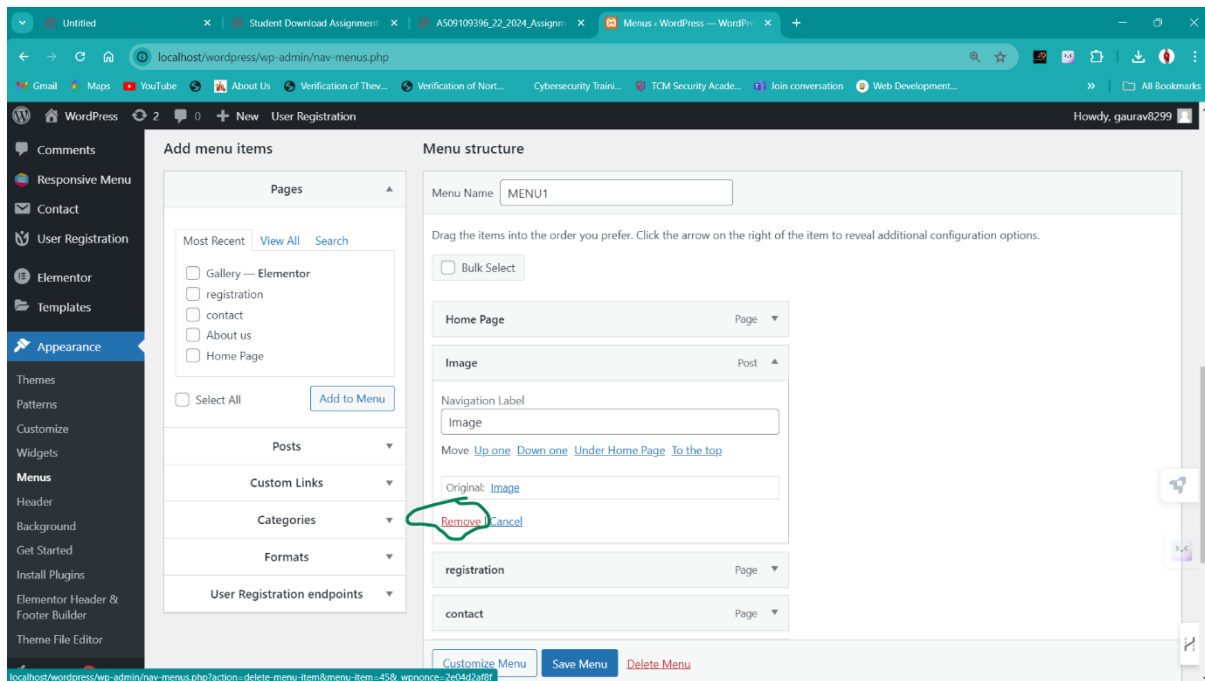 Untitled
Student Download Assignment
A509109396_22_2024_Assignm
Menus ‹ WordPress — WordPr
localhost/wordpress/wp-admin/nav-menus.php
Gmail Maps YouTube About Us Verification of Thev... Verification of Nort... Cybersecurity Traini... TCM Security Acade... Join conversation Web Development... » All Bookmarks
WordPress 2 0 + New User Registration Howdy, gaurav8299
Comments
Responsive Menu
Contact
User Registration
Elementor
Templates
Appearance
Themes
Patterns
Customize
Widgets
Menus
Header
Background
Get Started
Install Plugins
Elementor Header &
Footer Builder
Theme File Editor
Add menu items
Pages
Most Recent View All Search
Gallery — Elementor
registration
contact
About us
Home Page
Select All Add to Menu
Posts
Custom Links
Categories
Formats
User Registration endpoints
Menu structure
Menu Name MENU1
Drag the items into the order you prefer. Click the arrow on the right of the item to reveal additional configuration options.
Bulk Select
Home Page Page
Image Post
Navigation Label
Image
Move Up one Down one Under Home Page To the top
Original: Image
Remove | Cancel
registration Page
contact Page
Customize Menu Save Menu Delete Menu
localhost/wordpress/wp-admin/nav-menus.php?action=delete-menu-item&menu-item=45&_wpnonce=2e04d2af8f